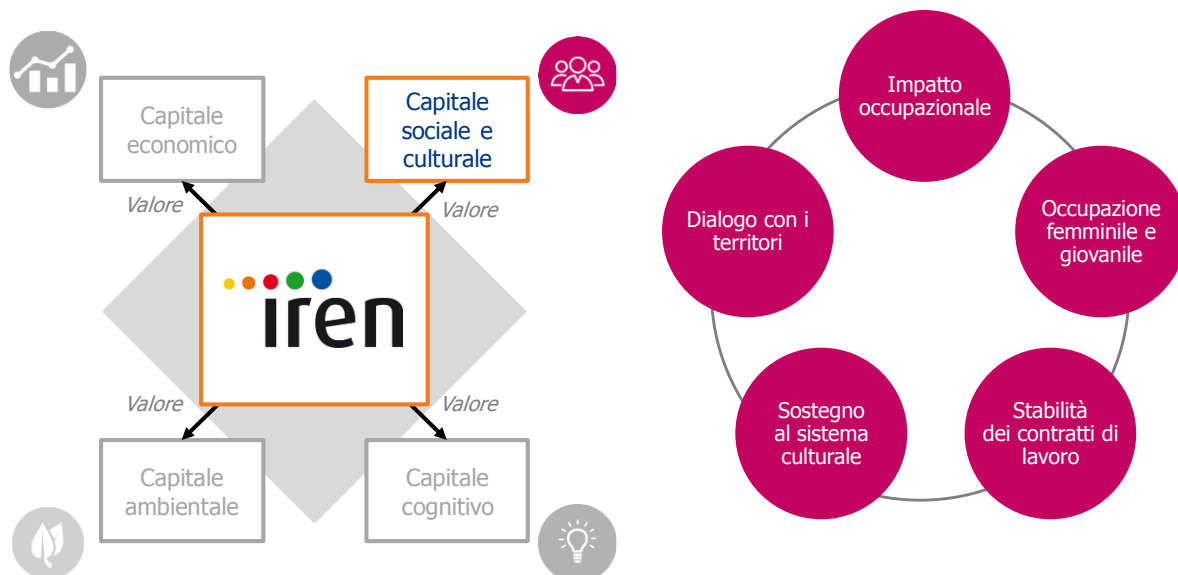 Capitale
economico
Capitale
sociale e
culturale
Valore
Valore
iren
Valore
Valore
Capitale
ambientale
Capitale
cognitivo
Impatto
occupazionale
Dialogo con i
territori
Occupazione
femminile e
giovanile
Sostegno
al sistema
culturale
Stabilità
dei contratti di
lavoro